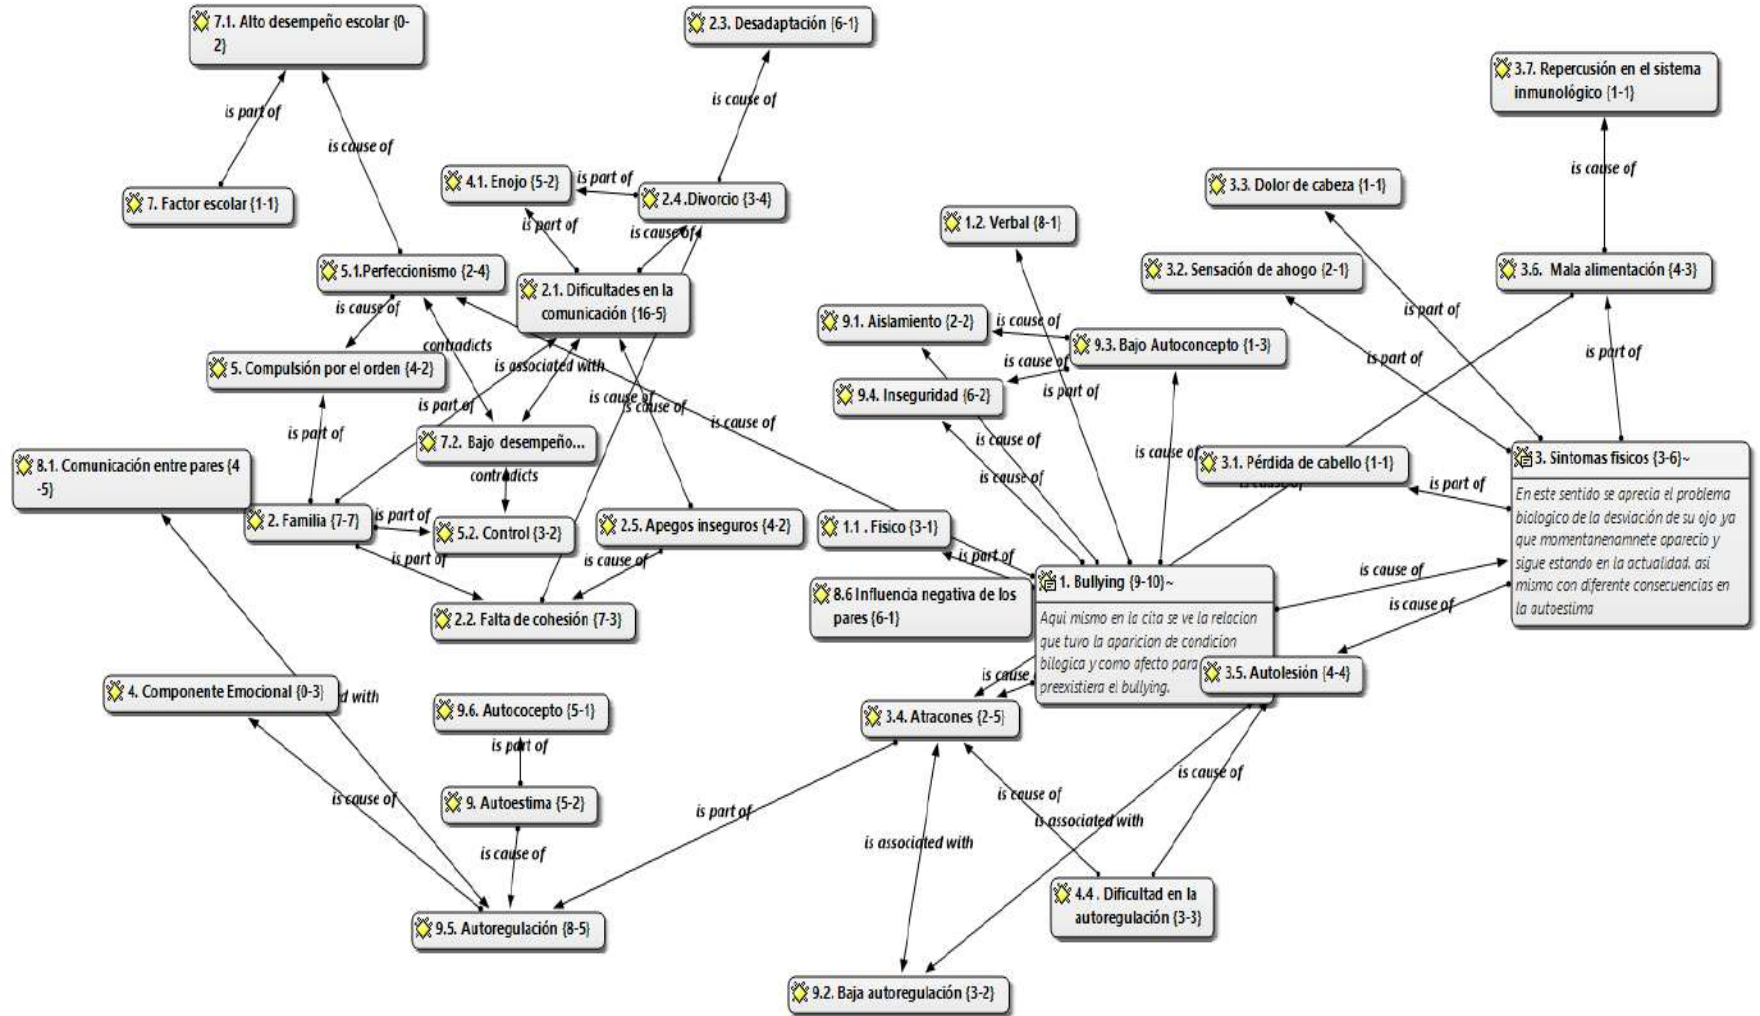 7.1. Alto desempeño escolar {0-
2}
2.3. Desadaptación {6-1}
3.7. Repercusión en el sistema
inmunológico {1-1}
is cause of
is part of
is cause of
is cause of
4.1. Enojo {5-2}
is part of
2.4 .Divorcio {3-4}
3.3. Dolor de cabeza {1-1}
7. Factor escolar {1-1}
1.2. Verbal {8-1}
is part of
is cause of
5.1.Perfeccionismo {2-4}
3.2. Sensación de ahogo {2-1}
3.6.  Mala alimentación {4-3}
2.1. Dificultades en la
comunicación {16-5}
is cause of
is part of
9.1. Aislamiento {2-2}
is cause of
9.3. Bajo Autoconcepto {1-3}
contradicts
is part of
is part of
5. Compulsión por el orden {4-2}
is associated with
is cause of
9.4. Inseguridad {6-2}
is part of
is part of
is cause of
is cause of
is cause of
is part of
7.2. Bajo desempeño...
is cause of
is cause of
3.1. Pérdida de cabello {1-1}
3. Sintomas fisicos {3-6}~
8.1. Comunicación entre pares {4
-5}
contradicts
is cause of
is part of
En este sentido se aprecia el problema
biologico de la desviación de su ojo ,ya
que momentanenamnete aparecio y
sigue estando en la actualidad. asi
mismo con diferente consecuencias en
la autoestima
2. Familia {7-7}
is part of
5.2. Control {3-2}
2.5. Apegos inseguros {4-2}
1.1 . Fisico {3-1}
is part of
is part of
is cause of
is cause of
1. Bullying {9-10}~
8.6 Influencia negativa de los
pares {6-1}
is cause of
2.2. Falta de cohesión {7-3}
Aqui mismo en la cita se ve la relacion
que tuvo la aparicion de condicion
bilogica y como afecto para
preexistiera el bullying.
3.5. Autolesión {4-4}
is cause
4. Componente Emocional {0-3}
d with
9.6. Autococepto {5-1}
3.4. Atracones {2-5}
is part of
is cause of
is cause of
9. Autoestima {5-2}
is cause of
is part of
is associated with
is associated with
is cause of
4.4 . Dificultad en la
autoregulación {3-3}
9.5. Autoregulación {8-5}
9.2. Baja autoregulación {3-2}